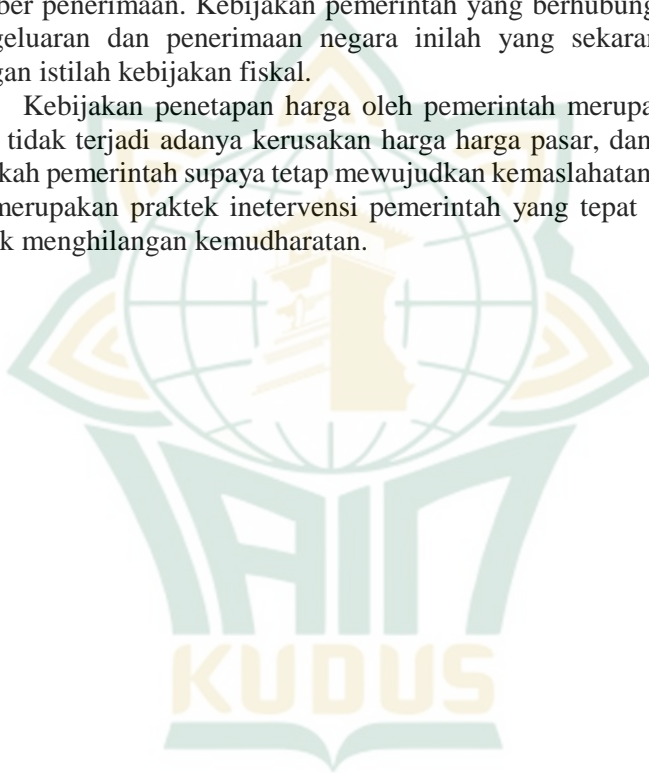 ber penerimaan. Kebijakan pemerintah yang berhubung
geluaran dan penerimaan negara inilah yang sekaran
gan istilah kebijakan fiskal.
Kebijakan penetapan harga oleh pemerintah merupa
tidak terjadi adanya kerusakan harga harga pasar, dan
kah pemerintah supaya tetap mewujudkan kemaslahatan
merupakan praktek inetervensi pemerintah yang tepat
k menghilangan kemudharatan.
IAIN
KUDUS